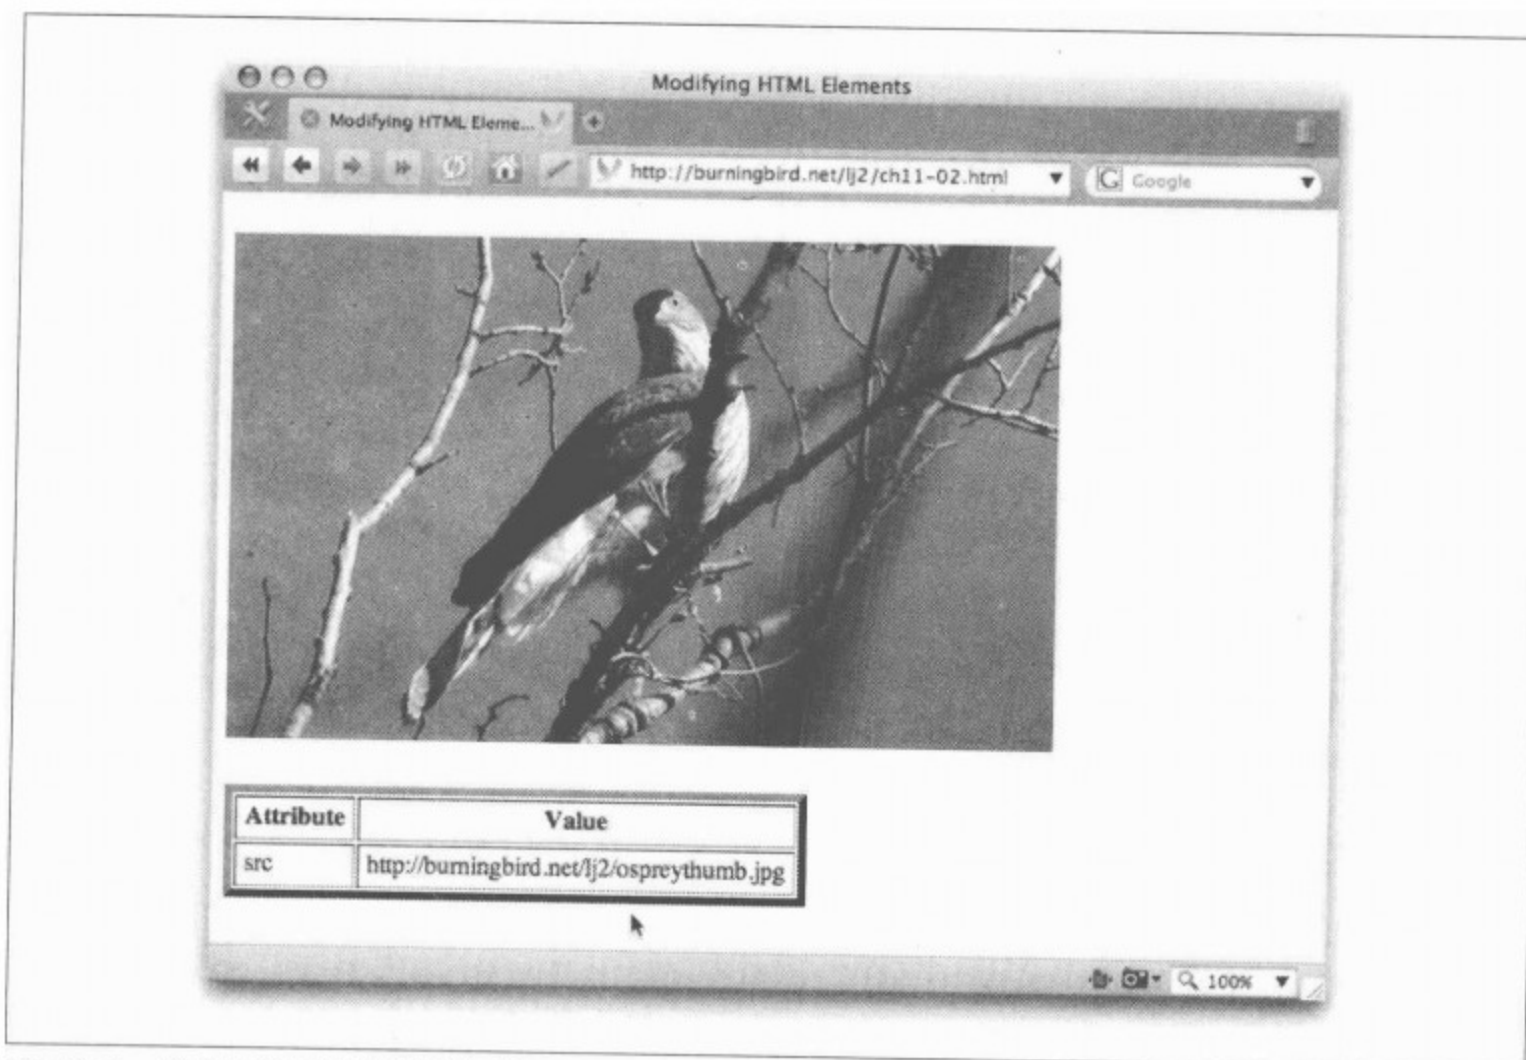 Modifying HTML Elements
Modifying HTML Eleme...
http://burningbird.net/lj2/ch11-02.html
G Google
Attribute Value
src http://burningbird.net/lj2/ospreythumb.jpg
100%